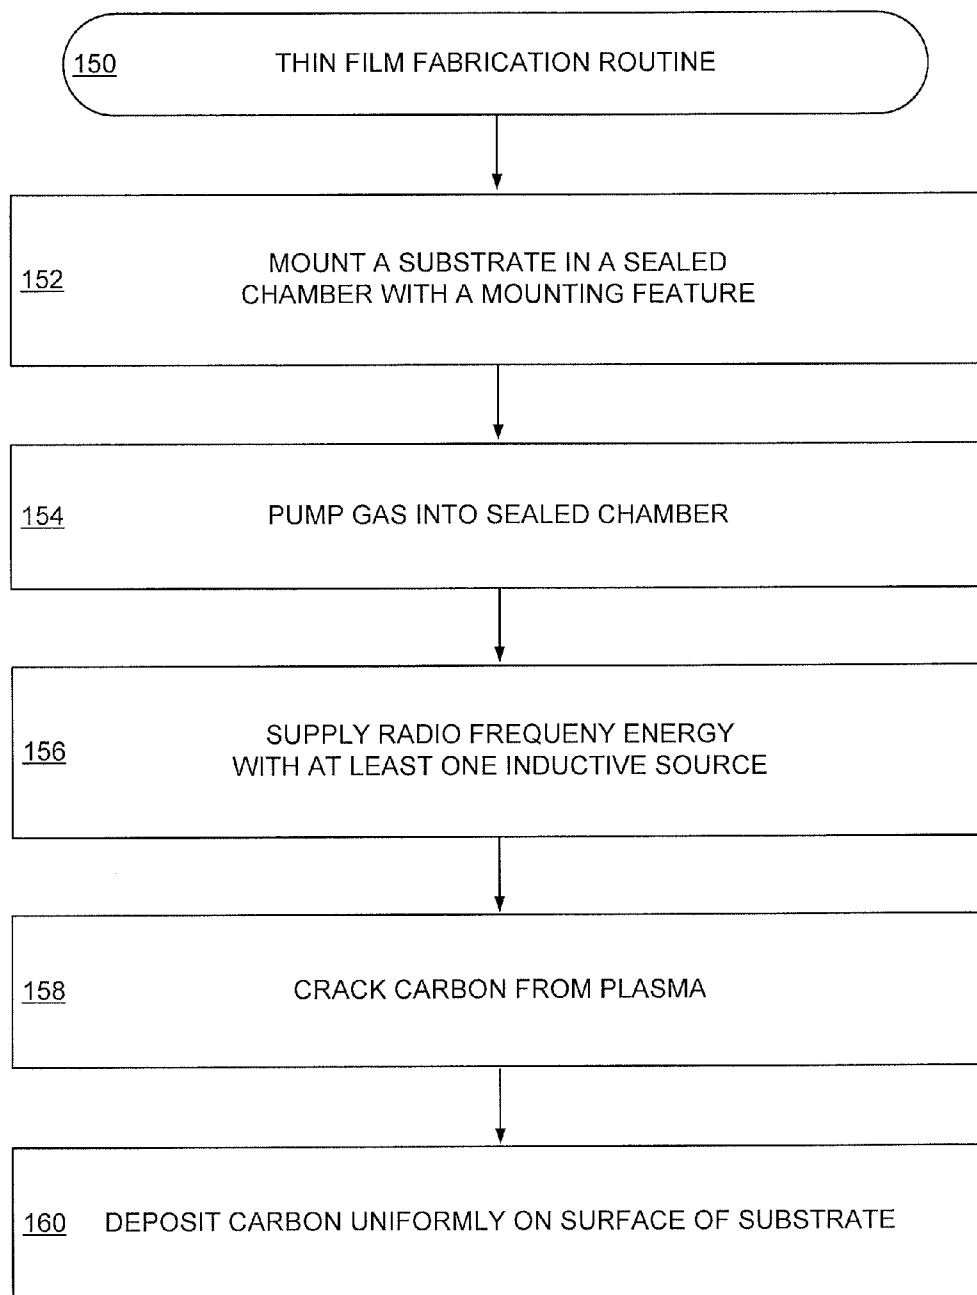 150 THIN FILM FABRICATION ROUTINE
152 MOUNT A SUBSTRATE IN A SEALED
CHAMBER WITH A MOUNTING FEATURE
154 PUMP GAS INTO SEALED CHAMBER
156 SUPPLY RADIO FREQUENY ENERGY
WITH AT LEAST ONE INDUCTIVE SOURCE
158 CRACK CARBON FROM PLASMA
160 DEPOSIT CARBON UNIFORMLY ON SURFACE OF SUBSTRATE